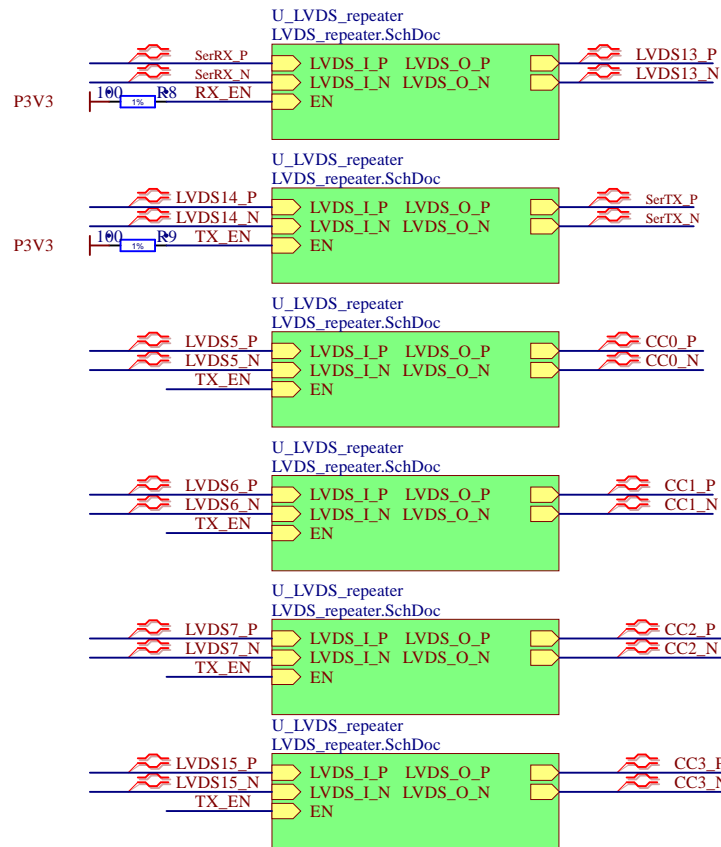 U_LVDS_repeater
LVDS_repeater.SchDoc
SerRX_P LVDS_I_P LVDS_O_P LVDS13_P
SerRX_N LVDS_I_N LVDS_O_N LVDS13_N
P3V3 100 1% R8 RX_EN EN
U_LVDS_repeater
LVDS_repeater.SchDoc
LVDS14_P LVDS_I_P LVDS_O_P SerTX_P
LVDS14_N LVDS_I_N LVDS_O_N SerTX_N
P3V3 100 1% R9 TX_EN EN
U_LVDS_repeater
LVDS_repeater.SchDoc
LVDS5_P LVDS_I_P LVDS_O_P CC0_P
LVDS5_N LVDS_I_N LVDS_O_N CC0_N
TX_EN EN
U_LVDS_repeater
LVDS_repeater.SchDoc
LVDS6_P LVDS_I_P LVDS_O_P CC1_P
LVDS6_N LVDS_I_N LVDS_O_N CC1_N
TX_EN EN
U_LVDS_repeater
LVDS_repeater.SchDoc
LVDS7_P LVDS_I_P LVDS_O_P CC2_P
LVDS7_N LVDS_I_N LVDS_O_N CC2_N
TX_EN EN
U_LVDS_repeater
LVDS_repeater.SchDoc
LVDS15_P LVDS_I_P LVDS_O_P CC3_P
LVDS15_N LVDS_I_N LVDS_O_N CC3_N
TX_EN EN